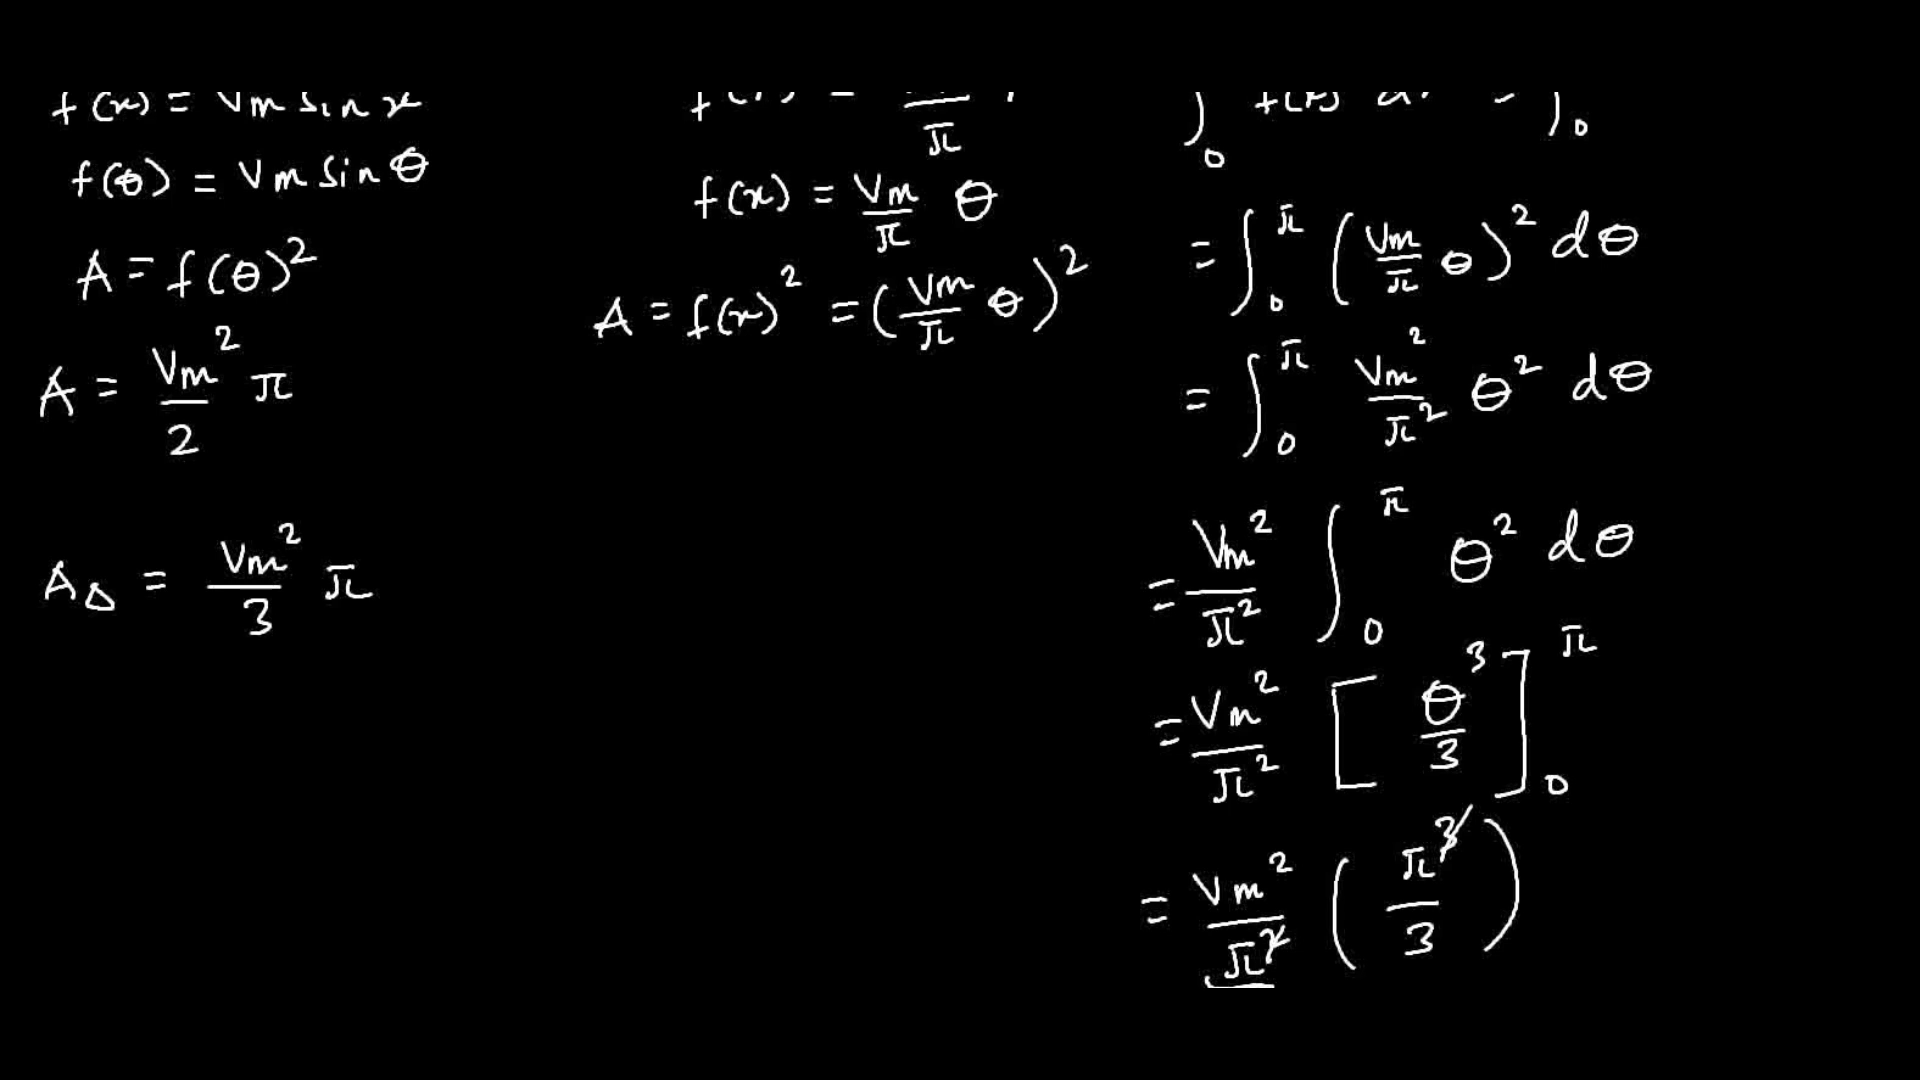 f(x) = Vm sin x
f(θ) = Vm sin θ
A = f(θ)²
A = Vm²/2 π
A△ = Vm²/3 π
π
f(x) = Vm/π θ
A = f(x)² = (Vm/π θ)²
∫₀
= ∫₀^π (Vm/π θ)² dθ
= ∫₀^π Vm²/π² θ² dθ
= Vm²/π² ∫₀^π θ² dθ
= Vm²/π² [θ³/3]₀^π
= Vm²/π² (π³/3)